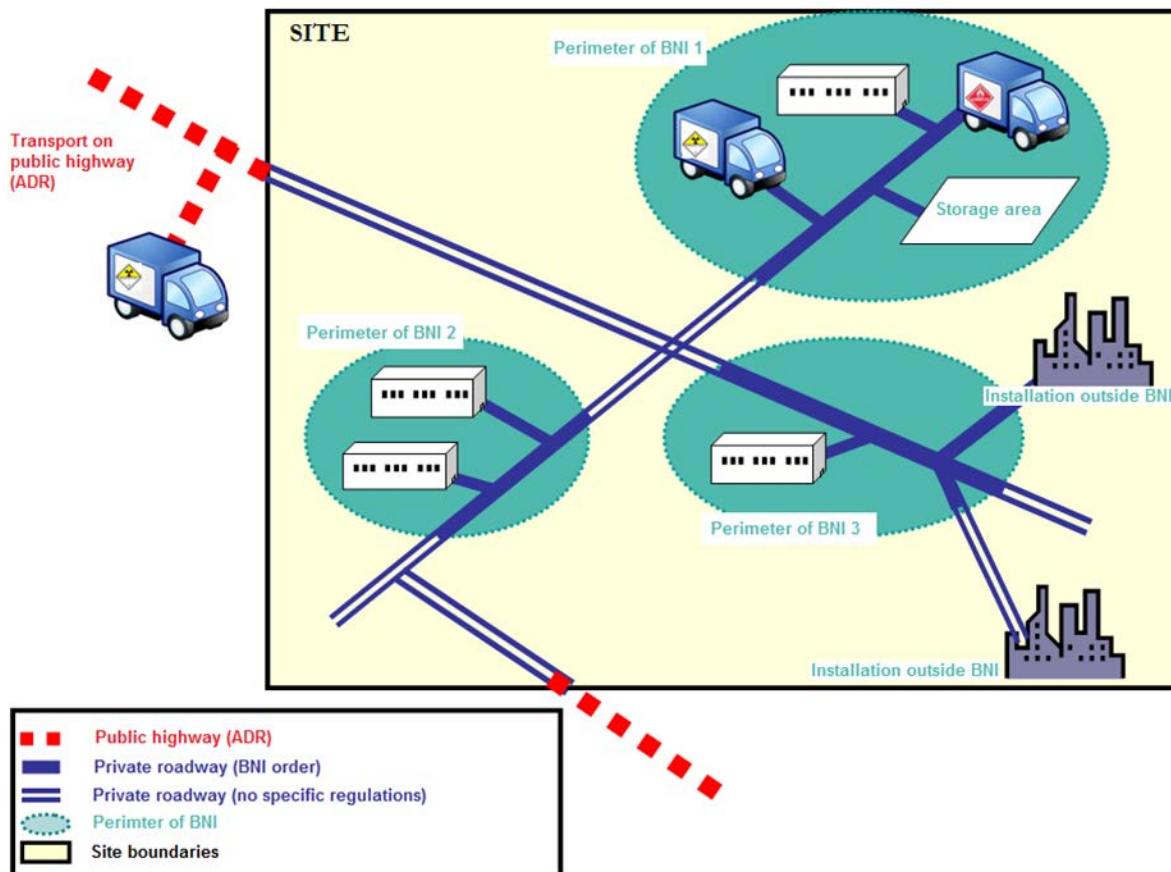 SITE
Perimeter of BNI 1
Transport on
public highway
(ADR)
Storage area
Perimeter of BNI 2
Installation outside BNI
Perimeter of BNI 3
Installation outside BNI
Public highway (ADR)
Private roadway (BNI order)
Private roadway (no specific regulations)
Perimter of BNI
Site boundaries